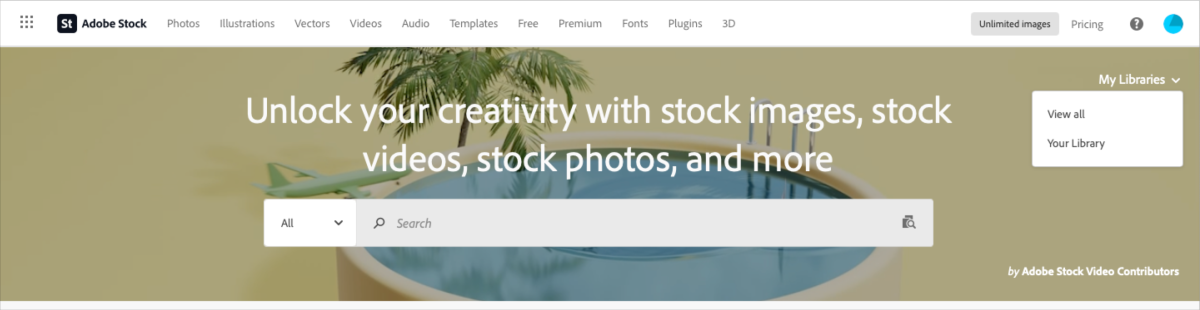 St Adobe Stock Photos Illustrations Vectors Videos Audio Templates Free Premium Fonts Plugins 3D Unlimited images Pricing ?
My Libraries
View all
Your Library
Unlock your creativity with stock images, stock
videos, stock photos, and more
All Search
by Adobe Stock Video Contributors